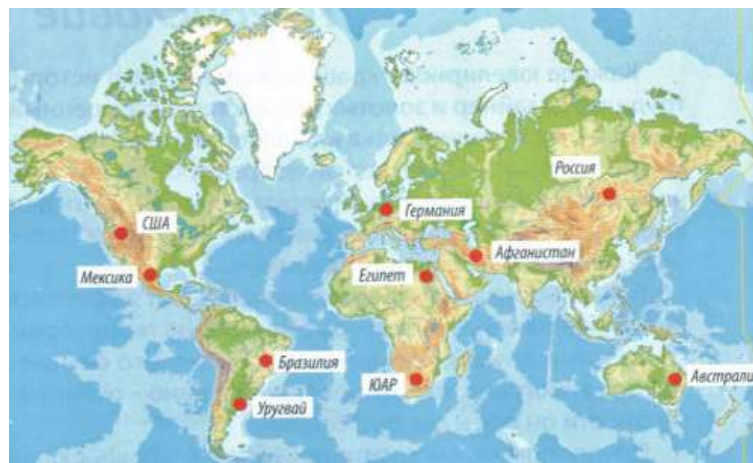 Россия
Германия
США
Афганистан
Мексика
Египет
Бразилия
ЮАР
Австрали
Уругвай